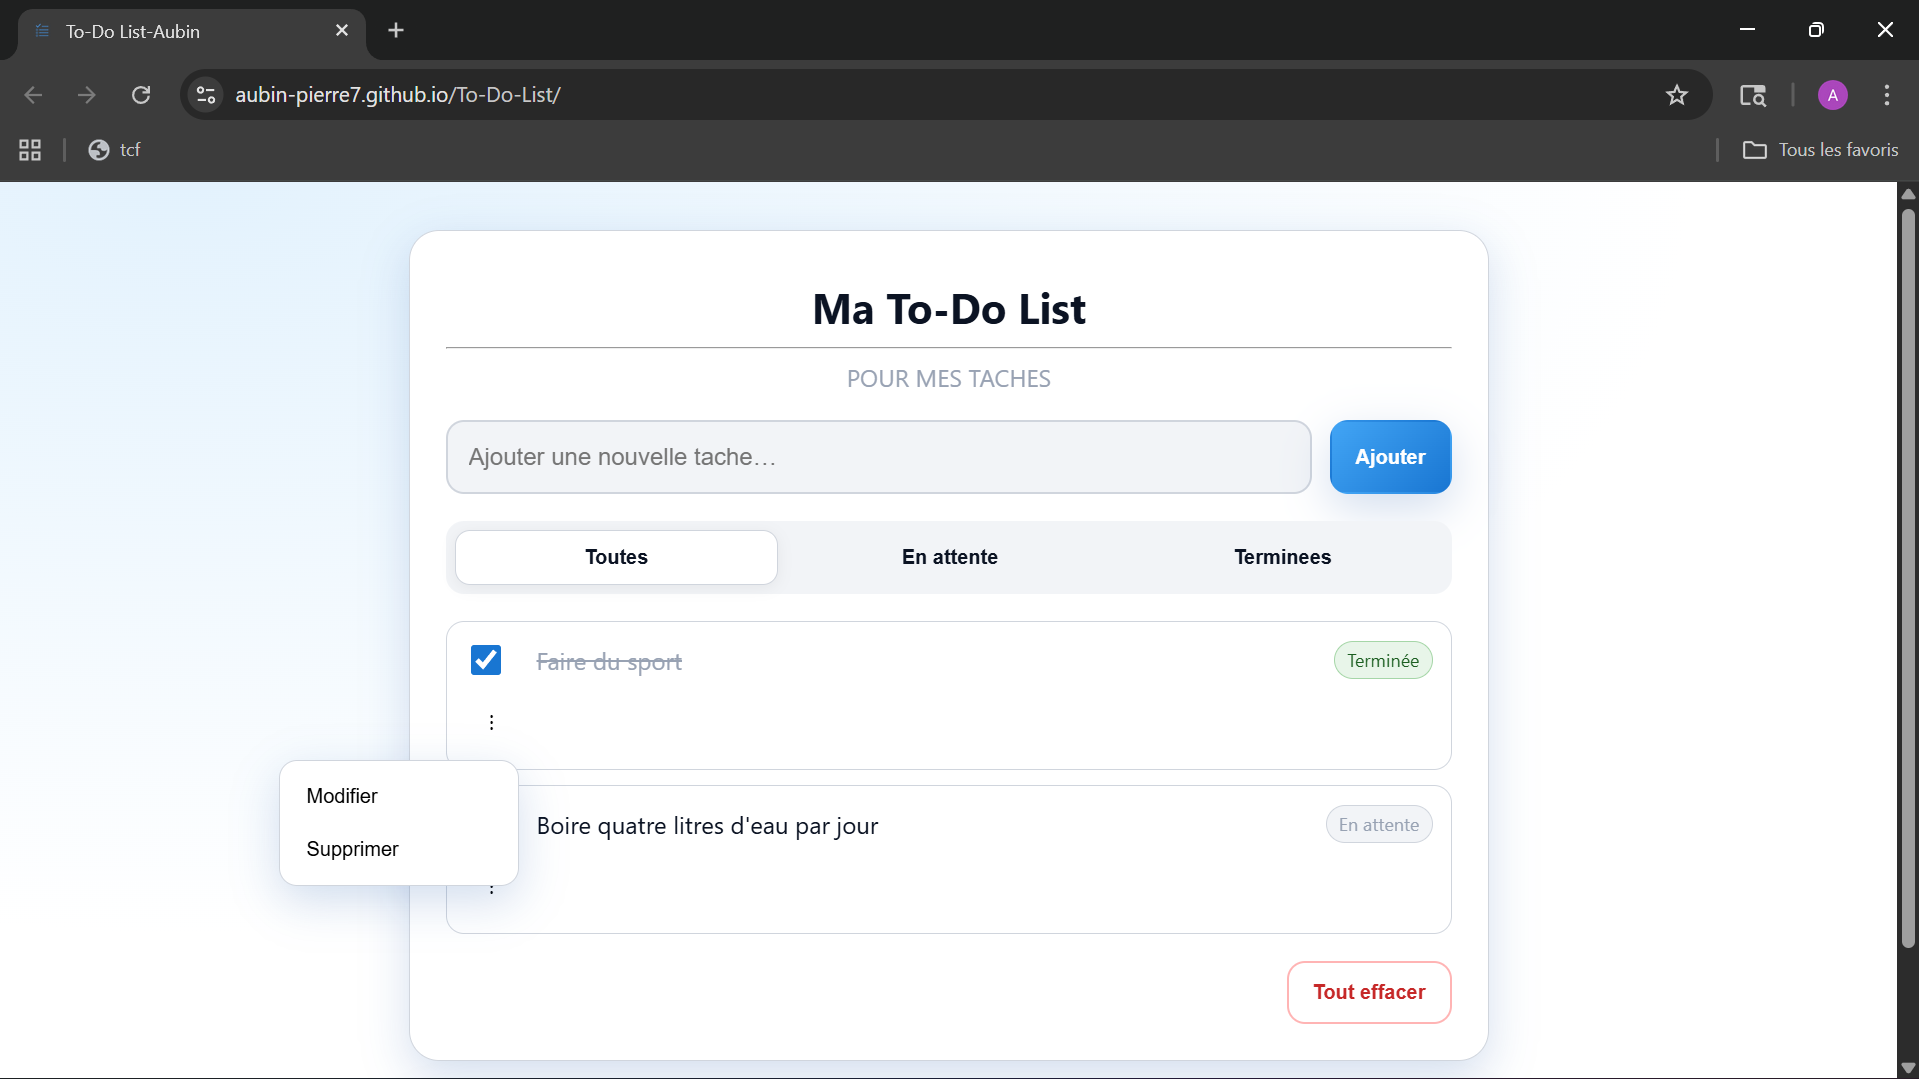 To-Do List-Aubin
aubin-pierre7.github.io/To-Do-List/
A
tcf
Tous les favoris
Ma To-Do List
POUR MES TACHES
Ajouter une nouvelle tache…
Ajouter
Toutes
En attente
Terminees
Faire du sport
Terminée
Modifier
Supprimer
Boire quatre litres d'eau par jour
En attente
Tout effacer